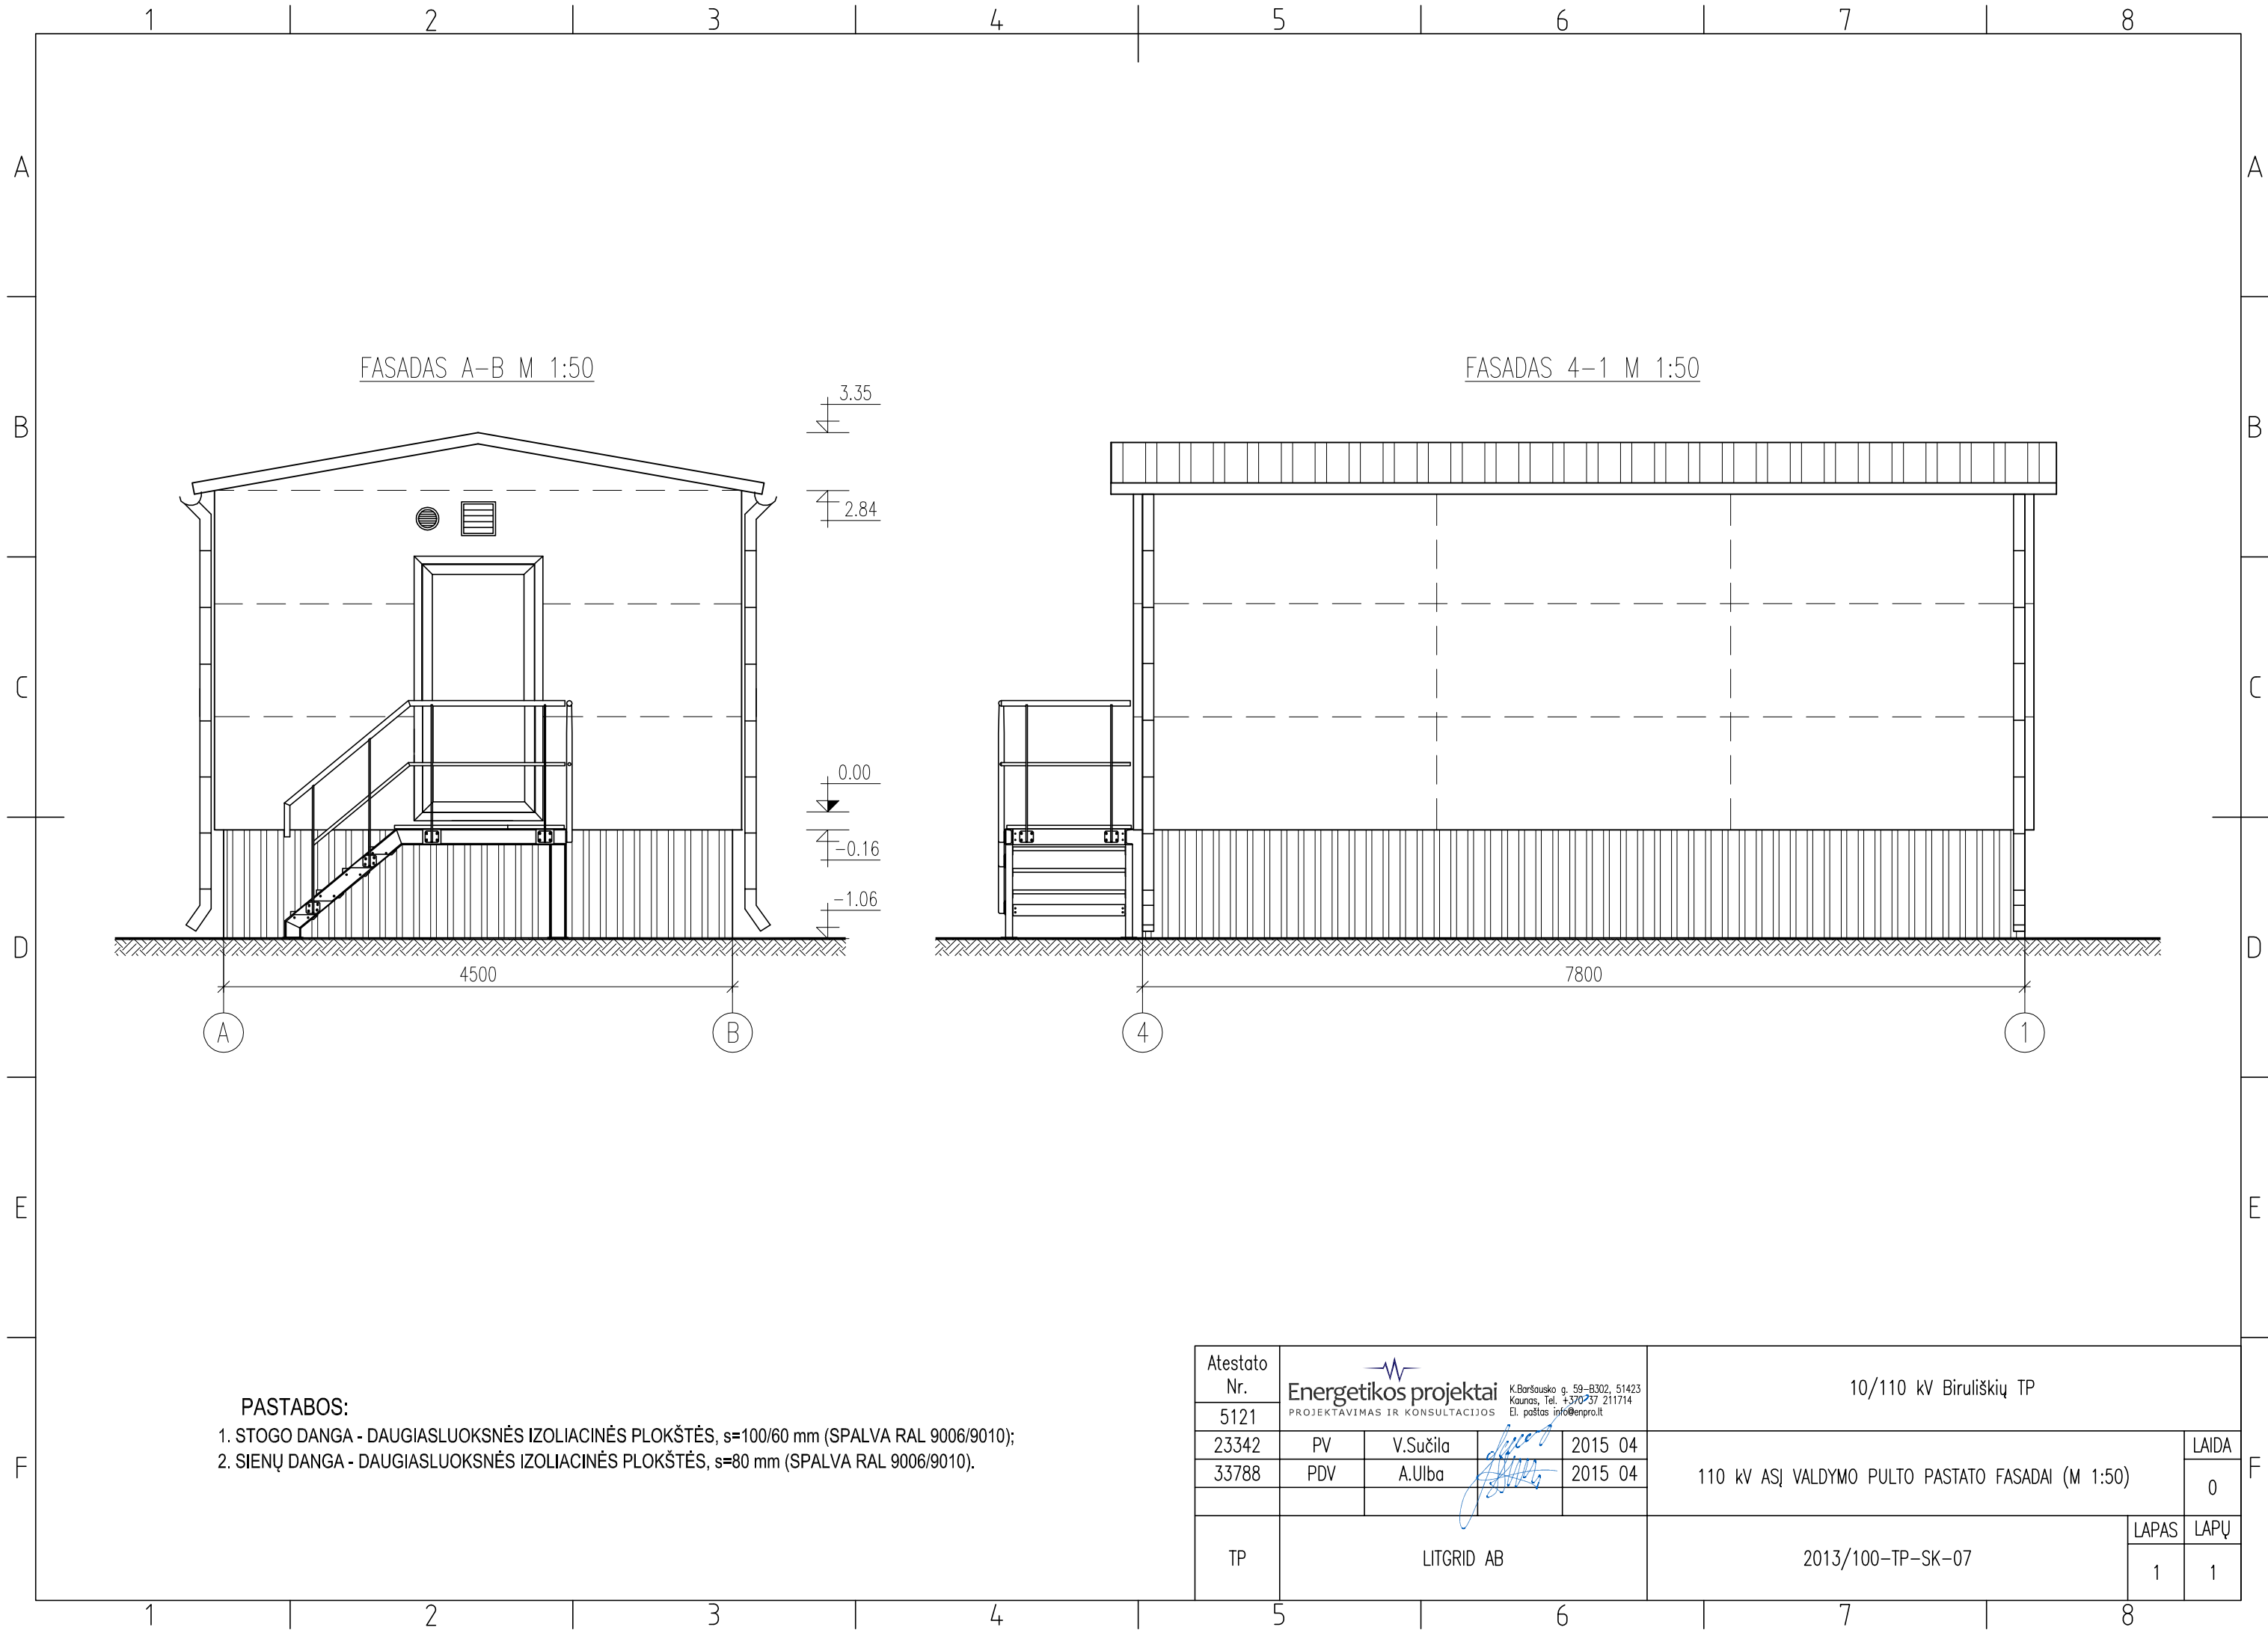 1 2 3 4 5 6 7 8
A A
B B
C C
D D
E E
F F
FASADAS A-B M 1:50
3.35
2.84
0.00
-0.16
-1.06
4500
A B
FASADAS 4-1 M 1:50
7800
4 1
PASTABOS:
1. STOGO DANGA - DAUGIASLUOKSNĖS IZOLIACINĖS PLOKŠTĖS, s=100/60 mm (SPALVA RAL 9006/9010);
2. SIENŲ DANGA - DAUGIASLUOKSNĖS IZOLIACINĖS PLOKŠTĖS, s=80 mm (SPALVA RAL 9006/9010).
Atestato
Nr.
5121
Energetikos projektai
PROJEKTAVIMAS IR KONSULTACIJOS
K.Baršausko g. 59-B302, 51423
Kaunas, Tel. +370-37 211714
El. paštas info@enpro.lt
10/110 kV Biruliškių TP
23342 PV V.Sučila 2015 04
33788 PDV A.Ulba 2015 04
110 kV ASĮ VALDYMO PULTO PASTATO FASADAI (M 1:50)
LAIDA
0
TP LITGRID AB 2013/100-TP-SK-07
LAPAS LAPŲ
1 1
1 2 3 4 5 6 7 8